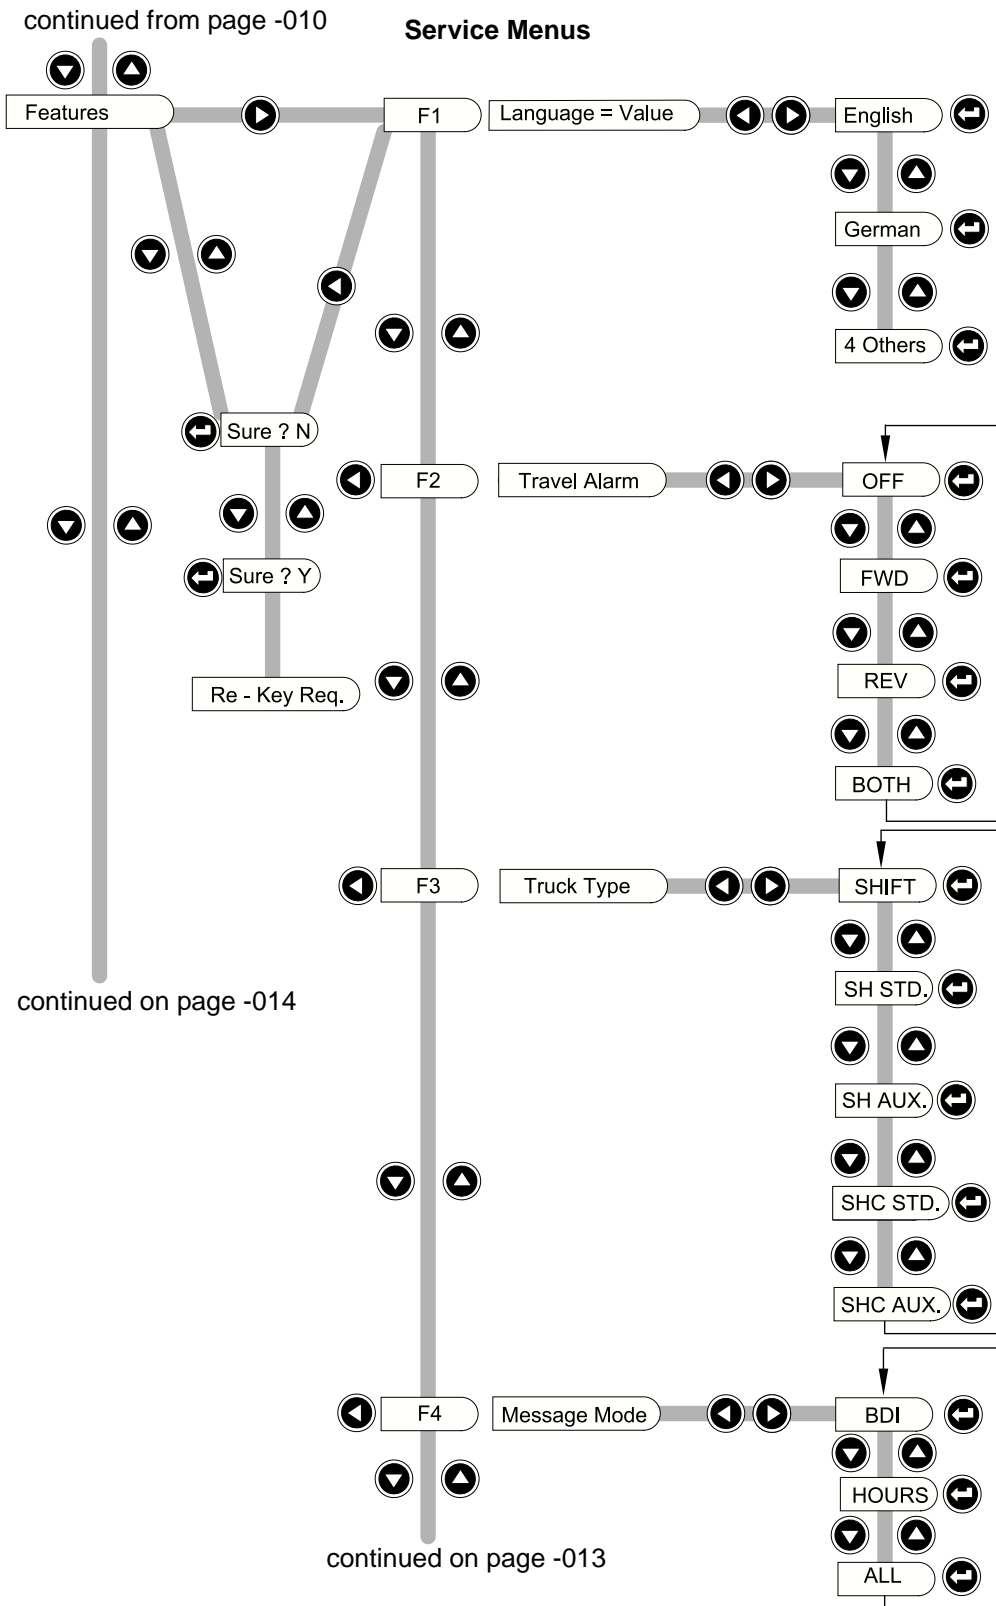 continued from page -010
Service Menus
Features
F1
Language = Value
English
German
4 Others
Sure ? N
F2
Travel Alarm
OFF
Sure ? Y
FWD
Re - Key Req.
REV
BOTH
F3
Truck Type
SHIFT
SH STD.
continued on page -014
SH AUX.
SHC STD.
SHC AUX.
F4
Message Mode
BDI
HOURS
continued on page -013
ALL